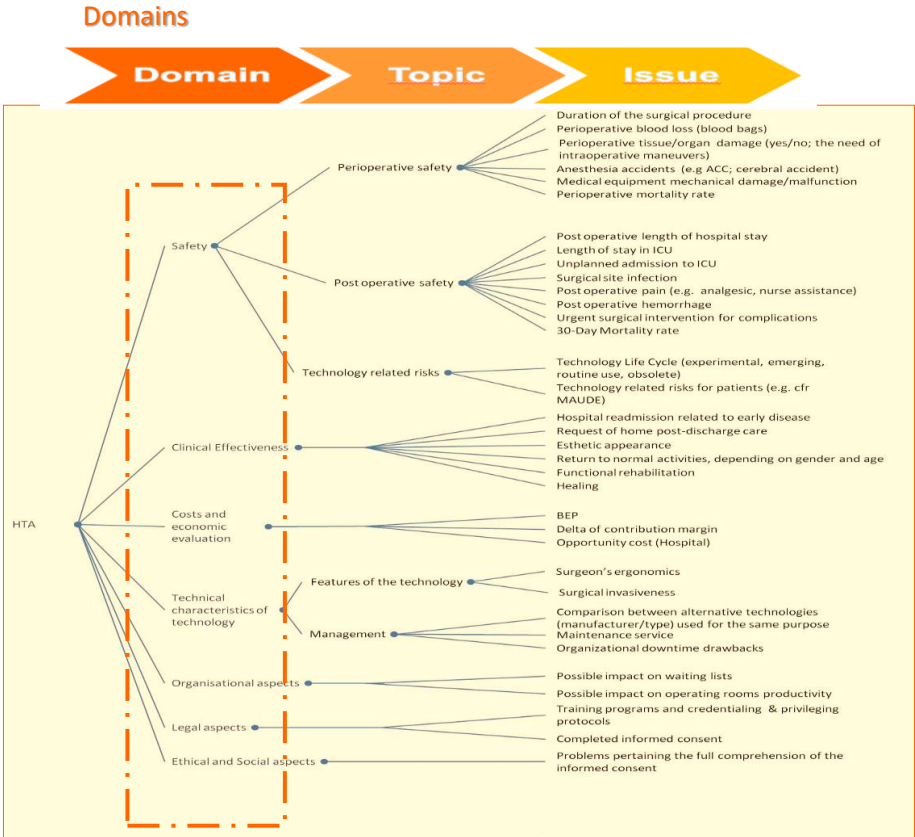 Domains
Domain
Topic
Issue
Duration of the surgical procedure
Perioperative blood loss (blood bags)
Perioperative tissue/organ damage (yes/no; the need of
intraoperative maneuvers)
Perioperative safety
Anesthesia accidents (e.g ACC; cerebral accident)
Medical equipment mechanical damage/malfunction
Perioperative mortality rate
Safety
Post operative length of hospital stay
Length of stay in ICU
Unplanned admission to ICU
Surgical site infection
Post operative safety
Post operative pain (e.g. analgesic, nurse assistance)
Post operative hemorrhage
Urgent surgical intervention for complications
30-Day Mortality rate
Technology related risks
Technology Life Cycle (experimental, emerging,
routine use, obsolete)
Technology related risks for patients (e.g. cfr
MAUDE)
Clinical Effectiveness
Hospital readmission related to early disease
Request of home post-discharge care
Esthetic appearance
Return to normal activities, depending on gender and age
Functional rehabilitation
Healing
HTA
Costs and
economic
evaluation
BEP
Delta of contribution margin
Opportunity cost (Hospital)
Technical
characteristics of
technology
Features of the technology
Surgeon's ergonomics
Surgical invasiveness
Management
Comparison between alternative technologies
(manufacturer/type) used for the same purpose
Maintenance service
Organizational downtime drawbacks
Organisational aspects
Possible impact on waiting lists
Possible impact on operating rooms productivity
Legal aspects
Training programs and credentialing & privileging
protocols
Completed informed consent
Ethical and Social aspects
Problems pertaining the full comprehension of the
informed consent